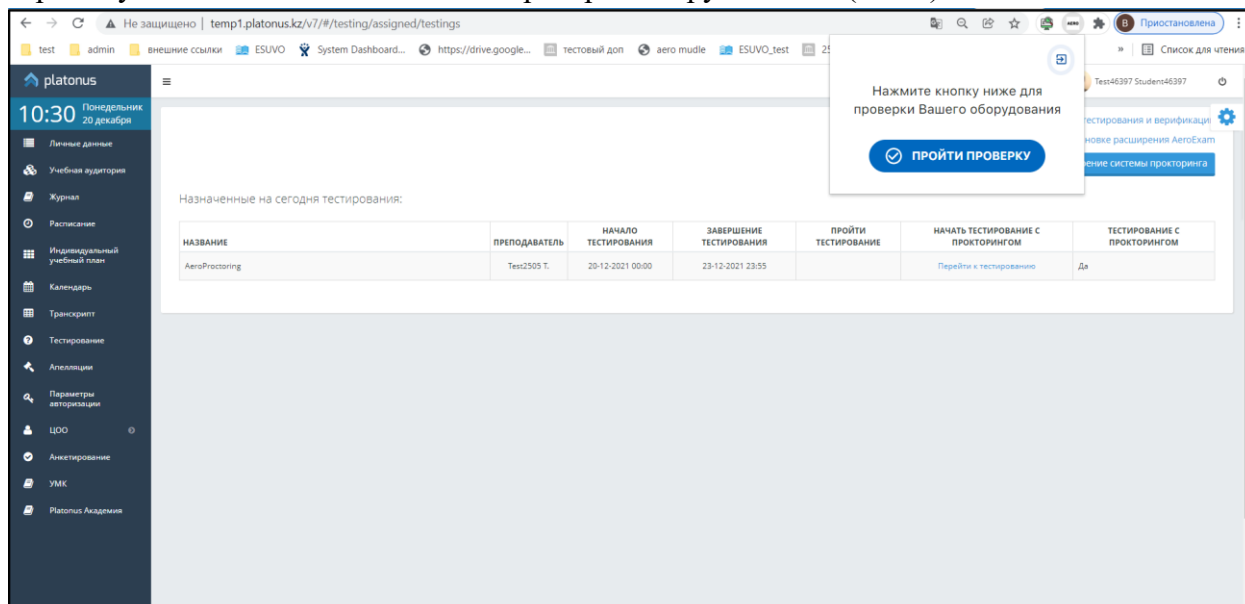 Не защищено | temp1.platonus.kz/v7/#/testing/assigned/testings
B Приостановлена
test admin внешние ссылки ESUVO System Dashboard... https://drive.google... тестовый доп aero mudle ESUVO_test
» Список для чтения
platonus
Test46397 Student46397
10:30 Понедельник
20 декабря
Нажмите кнопку ниже для
проверки Вашего оборудования
ПРОЙТИ ПРОВЕРКУ
AeroExam
системы прокторинга
Личные данные
Учебная аудитория
Журнал
Расписание
Индивидуальный
учебный план
Календарь
Транскрипт
Тестирование
Апелляции
Параметры
авторизации
ЦОО
Анкетирование
УМК
Platonus Академия
Назначенные на сегодня тестирования:
НАЗВАНИЕ ПРЕПОДАВАТЕЛЬ НАЧАЛО ТЕСТИРОВАНИЯ ЗАВЕРШЕНИЕ ТЕСТИРОВАНИЯ ПРОЙТИ ТЕСТИРОВАНИЕ НАЧАТЬ ТЕСТИРОВАНИЕ С ПРОКТОРИНГОМ ТЕСТИРОВАНИЕ С ПРОКТОРИНГОМ
AeroProctoring Test2505 T. 20-12-2021 00:00 23-12-2021 23:55 Перейти к тестированию Да